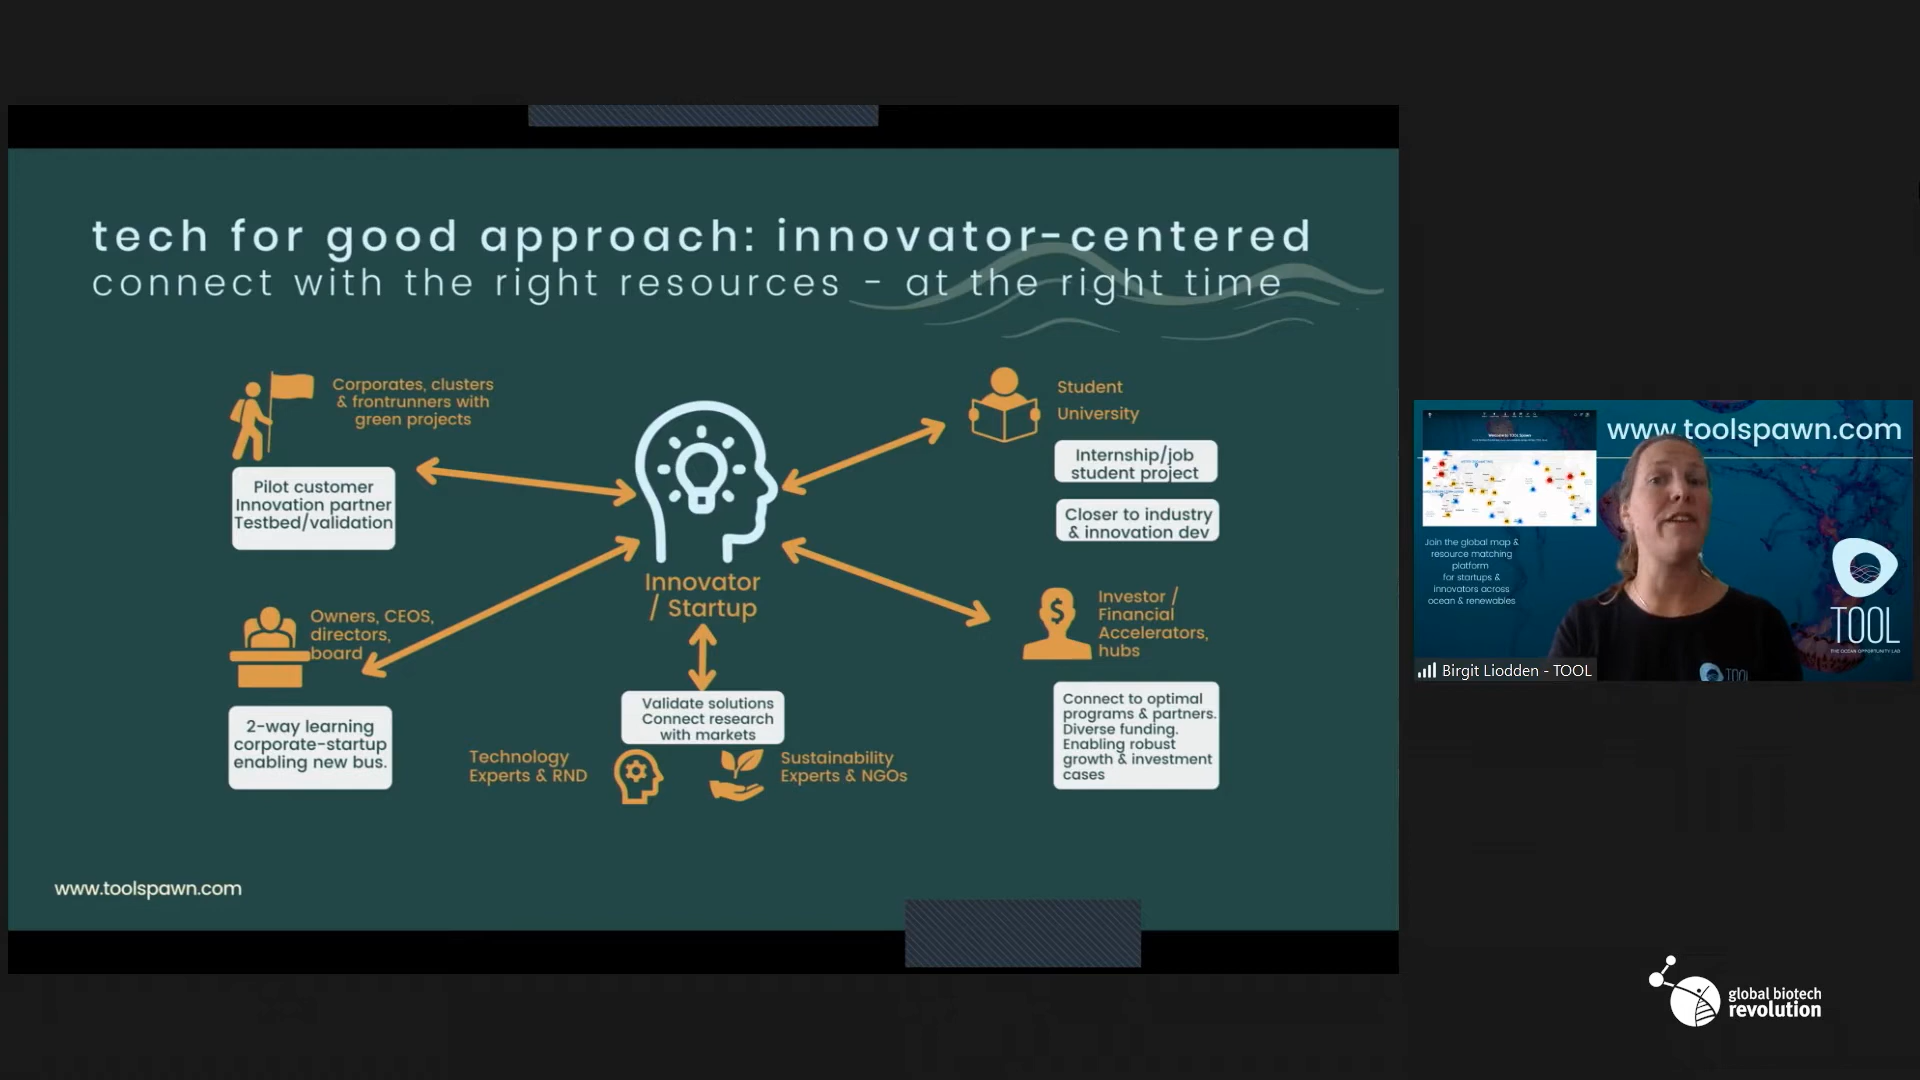 tech for good approach: innovator-centered
connect with the right resources - at the right time
Corporates, clusters
& frontrunners with
green projects
Pilot customer
Innovation partner
Testbed/validation
Owners, CEOS,
directors,
board
2-way learning
corporate-startup
enabling new bus.
Innovator
/ Startup
Validate solutions
Connect research
with markets
Technology
Experts & RND
Sustainability
Experts & NGOs
Student
University
Internship/job
student project
Closer to industry
& innovation dev
Investor /
Financial
Accelerators,
hubs
Connect to optimal
programs & partners.
Diverse funding.
Enabling robust
growth & investment
cases
www.toolspawn.com
www.toolspawn.com
Join the global map &
resource matching
platform
for startups &
innovators across
ocean & renewables
TOOL
THE OCEAN OPPORTUNITY LAB
TOOL
Birgit Liodden - TOOL
global biotech
revolution